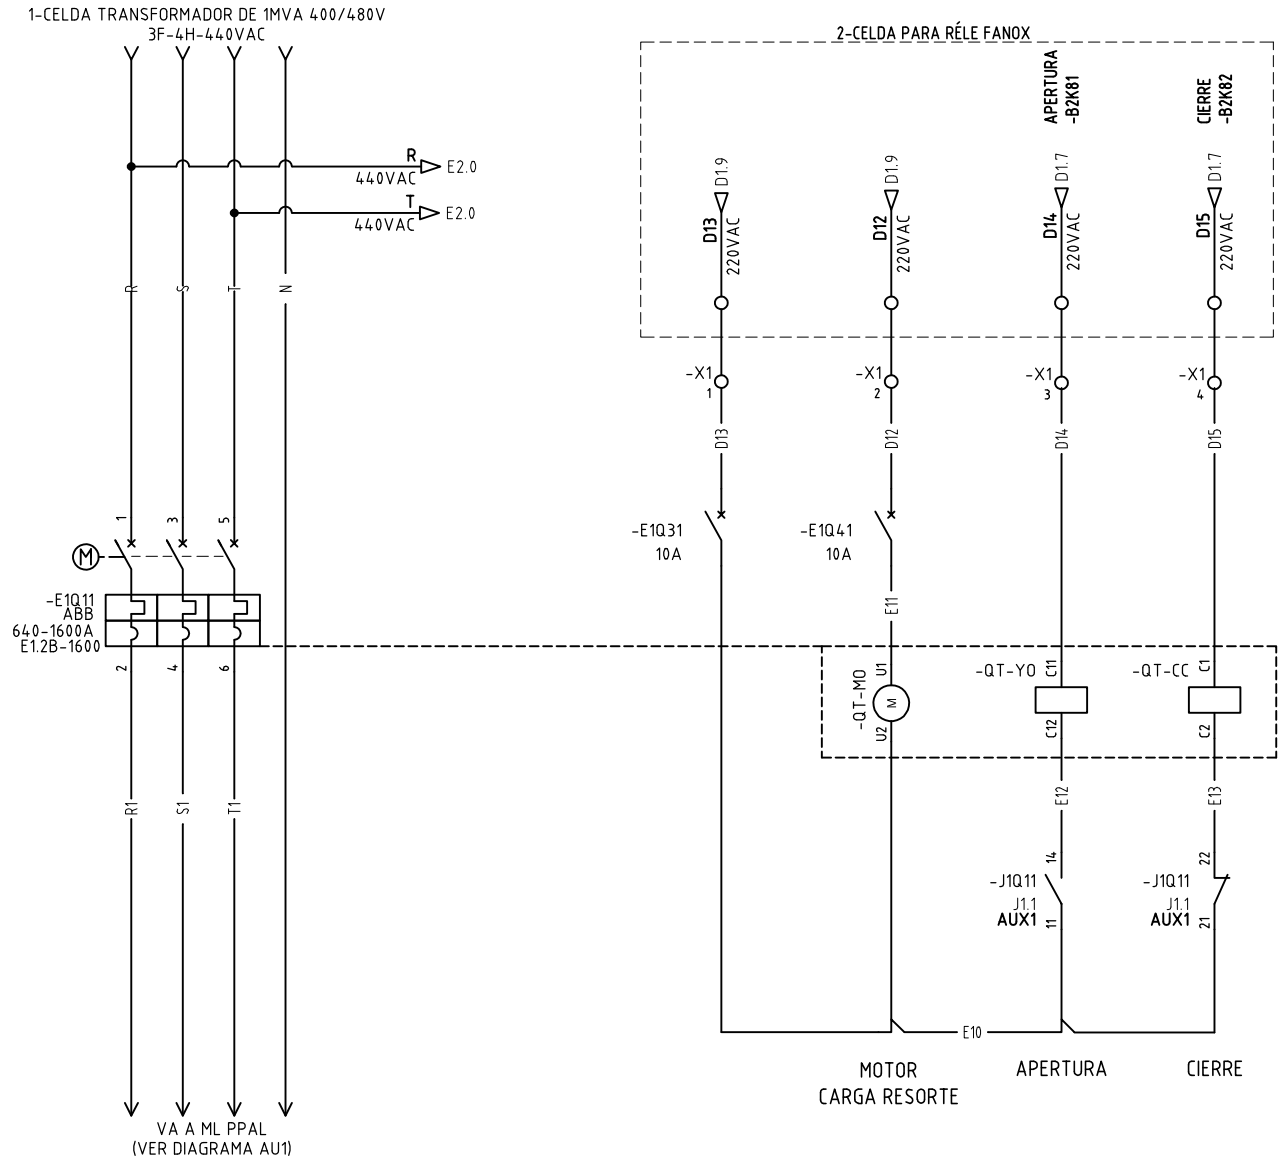 1-CELDA TRANSFORMADOR DE 1MVA 400/480V
3F-4H-440VAC
R
440VAC
E2.0
T
440VAC
E2.0
R
S
T
N
1
3
5
M
-E1Q11
ABB
640-1600A
E1.2B-1600
2
4
6
R1
S1
T1
VA A ML PPAL
(VER DIAGRAMA AU1)
2-CELDA PARA RÉLE FANOX
APERTURA
-B2K81
CIERRE
-B2K82
D1.9
D1.9
D1.7
D1.7
D13
220VAC
D12
220VAC
D14
220VAC
D15
220VAC
-X1
1
-X1
2
-X1
3
-X1
4
D13
D12
D14
D15
-E1Q31
10A
-E1Q41
10A
E11
-QT-MO
U1
M
U2
-QT-YO
C11
C12
-QT-CC
C1
C2
E12
E13
14
-J1Q11
J1.1
AUX1
11
22
-J1Q11
J1.1
AUX1
21
E10
MOTOR
CARGA RESORTE
APERTURA
CIERRE